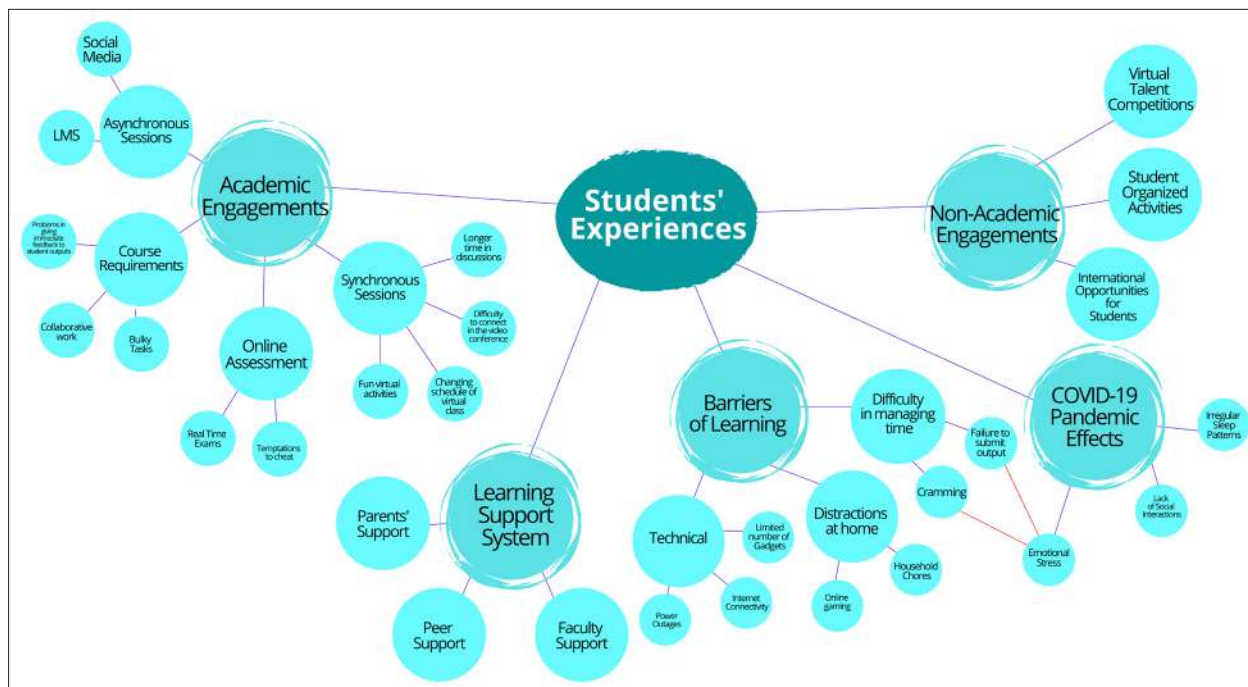 Students'
Experiences
Academic
Engagements
Asynchronous
Sessions
Social
Media
LMS
Course
Requirements
Problems in
giving
immediate
feedback to
student outputs
Collaborative
work
Bulky
Tasks
Online
Assessment
Real Time
Exams
Temptations
to cheat
Synchronous
Sessions
Longer
time in
discussions
Difficulty
to connect
in the video
conference
Changing
schedule of
virtual
class
Fun virtual
activities
Learning
Support
System
Parents'
Support
Peer
Support
Faculty
Support
Barriers
of Learning
Technical
Limited
number of
Gadgets
Internet
Connectivity
Power
Outages
Distractions
at home
Household
Chores
Online
gaming
Difficulty
in managing
time
Failure to
submit
output
Cramming
COVID-19
Pandemic
Effects
Irregular
Sleep
Patterns
Lack
of Social
Interactions
Emotional
Stress
Non-Academic
Engagements
Virtual
Talent
Competitions
Student
Organized
Activities
International
Opportunities
for
Students